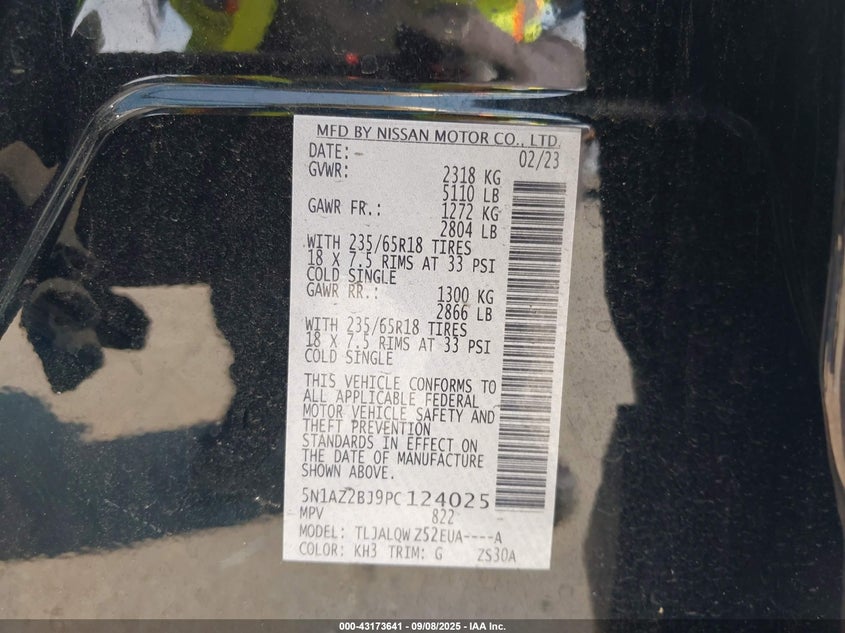 MFD BY NISSAN MOTOR CO., LTD.
DATE: 02/23
GVWR: 2318 KG
5110 LB
GAWR FR.: 1272 KG
2804 LB
WITH 235/65R18 TIRES
18 X 7.5 RIMS AT 33 PSI
COLD SINGLE
GAWR RR.: 1300 KG
2866 LB
WITH 235/65R18 TIRES
18 X 7.5 RIMS AT 33 PSI
COLD SINGLE
THIS VEHICLE CONFORMS TO
ALL APPLICABLE FEDERAL
MOTOR VEHICLE SAFETY AND
THEFT PREVENTION
STANDARDS IN EFFECT ON
THE DATE OF MANUFACTURE
SHOWN ABOVE.
5N1AZ2BJ9PC124025
MPV 822
MODEL: TLJALQW Z52EUA----A
COLOR: KH3 TRIM: G ZS30A
000-43173641 - 09/08/2025 - IAA Inc.